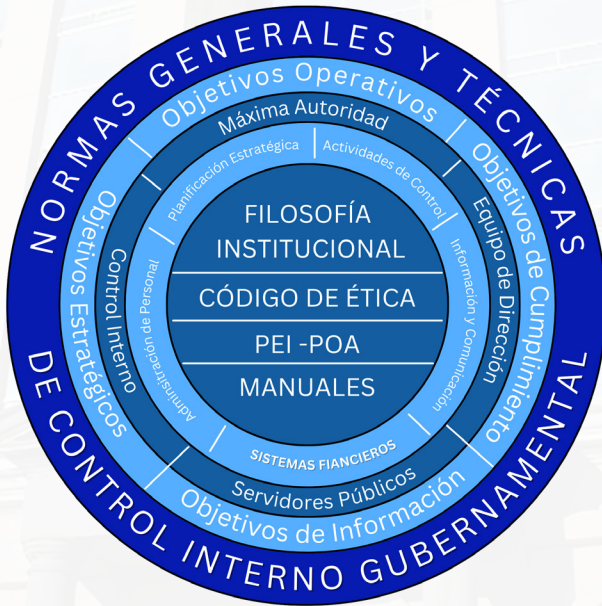 NORMAS GENERALES Y TÉCNICAS
DE CONTROL INTERNO GUBERNAMENTAL
Objetivos Operativos
Objetivos de Cumplimiento
Objetivos de Información
Objetivos Estratégicos
Máxima Autoridad
Equipo de Dirección
Servidores Públicos
Control Interno
Planificación Estratégica
Actividades de Control
Información y Comunicación
SISTEMAS FIANCIEROS
Adminsitración de Personal
FILOSOFÍA
INSTITUCIONAL
CÓDIGO DE ÉTICA
PEI -POA
MANUALES